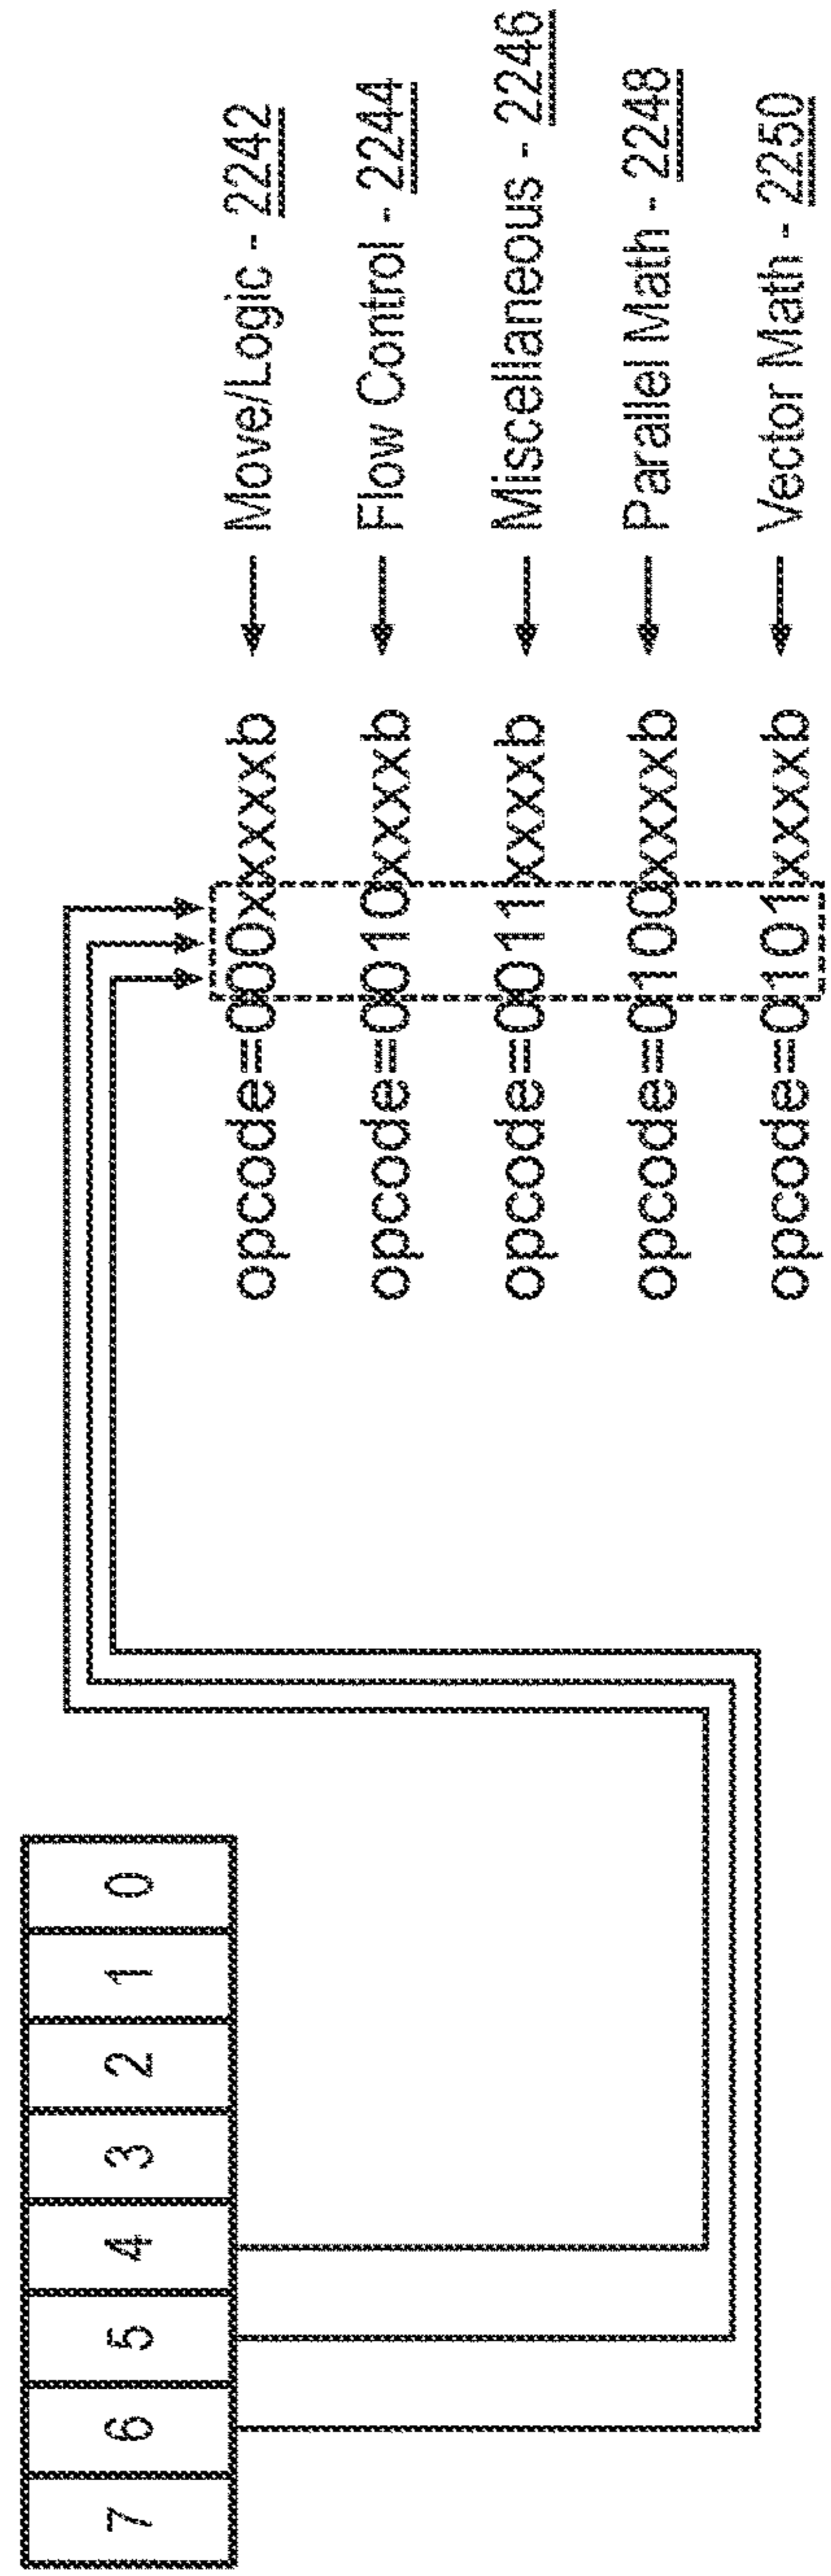 7 6 5 4 3 2 1 0
opcode=000xxxxxb Move/Logic - 2242
opcode=0010xxxxb Flow Control - 2244
opcode=0011xxxxb Miscellaneous - 2246
opcode=0100xxxxb Parallel Math - 2248
opcode=0101xxxxb Vector Math - 2250